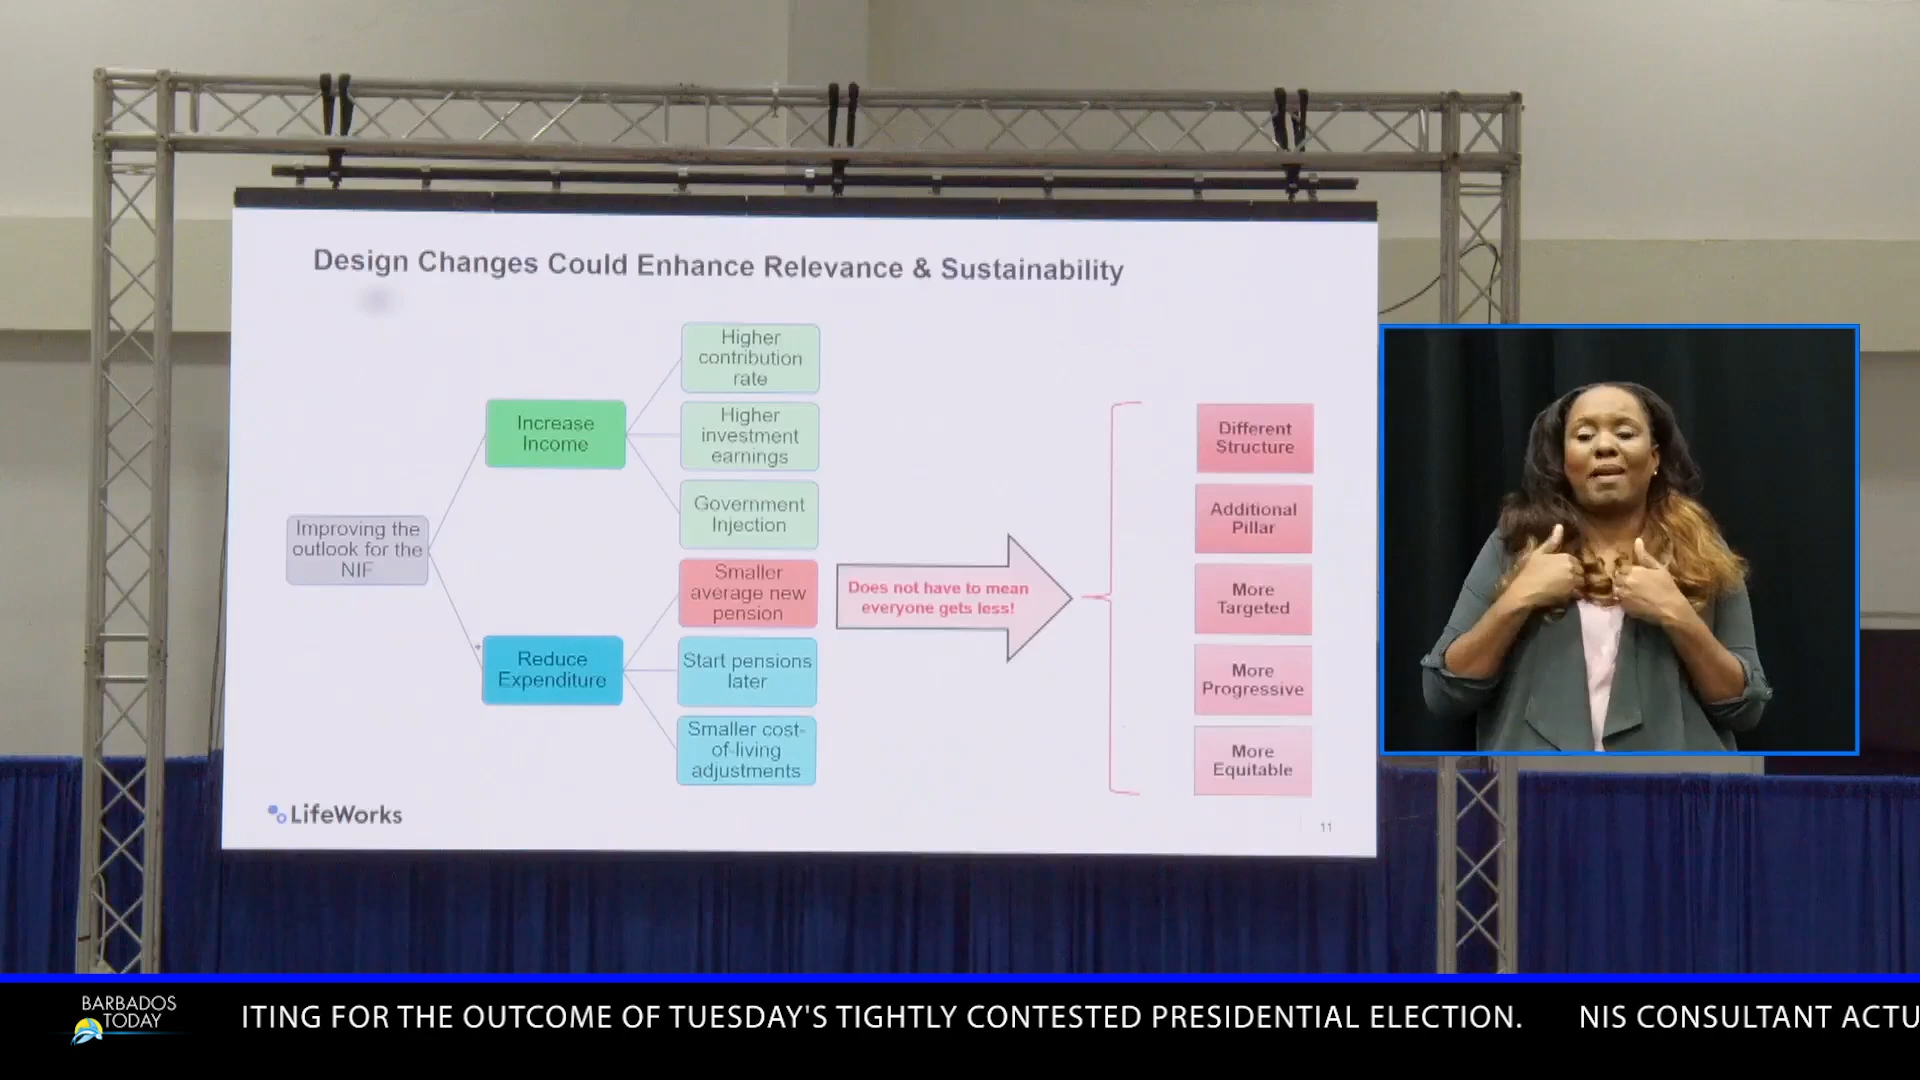 Design Changes Could Enhance Relevance & Sustainability
Improving the
outlook for the
NIF
Increase
Income
Higher
contribution
rate
Higher
investment
earnings
Government
Injection
Reduce
Expenditure
Smaller
average new
pension
Start pensions
later
Smaller cost-
of-living
adjustments
Does not have to mean
everyone gets less!
Different
Structure
Additional
Pillar
More
Targeted
More
Progressive
More
Equitable
LifeWorks
11
BARBADOS
TODAY
ITING FOR THE OUTCOME OF TUESDAY'S TIGHTLY CONTESTED PRESIDENTIAL ELECTION. NIS CONSULTANT ACTU